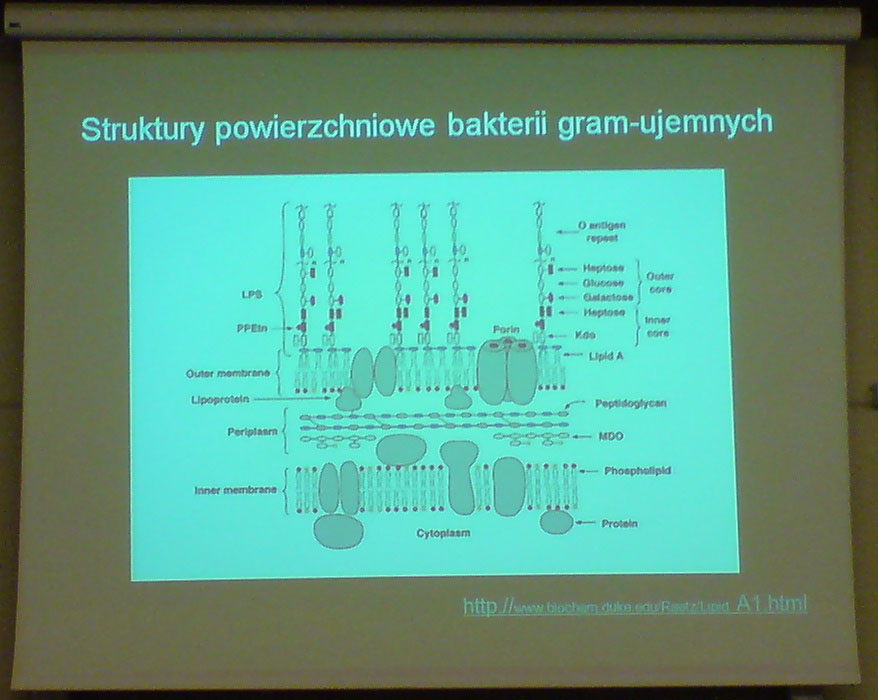 Struktury powierzchniowe bakterii gram-ujemnych
O antigen
repeat
Heptose
Glucose
Galactose
Heptose
Outer
core
Inner
core
Kdo
LPS
PPEtn
Porin
Lipid A
Outer membrane
Lipoprotein
Peptidoglycan
Periplasm
MDO
Phospholipid
Inner membrane
Protein
Cytoplasm
http://www.biochem.duke.edu/Raetz/Lipid_A1.html